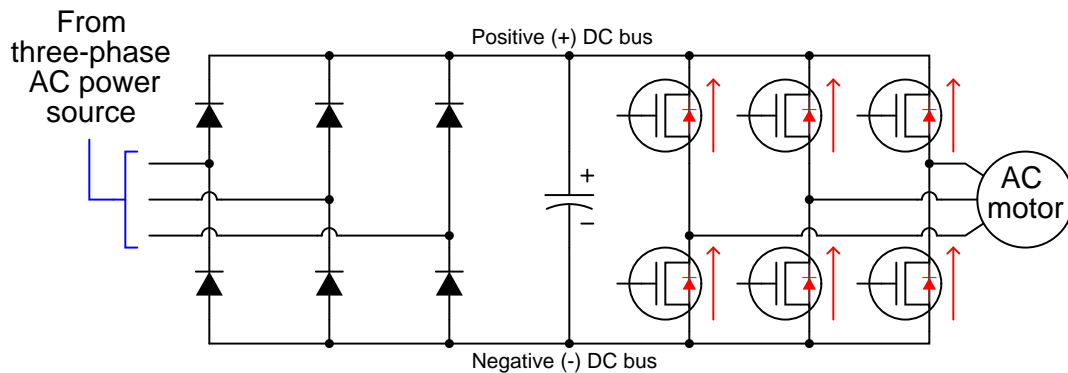 From
three-phase
AC power
source
Positive (+) DC bus
+
-
AC
motor
Negative (-) DC bus